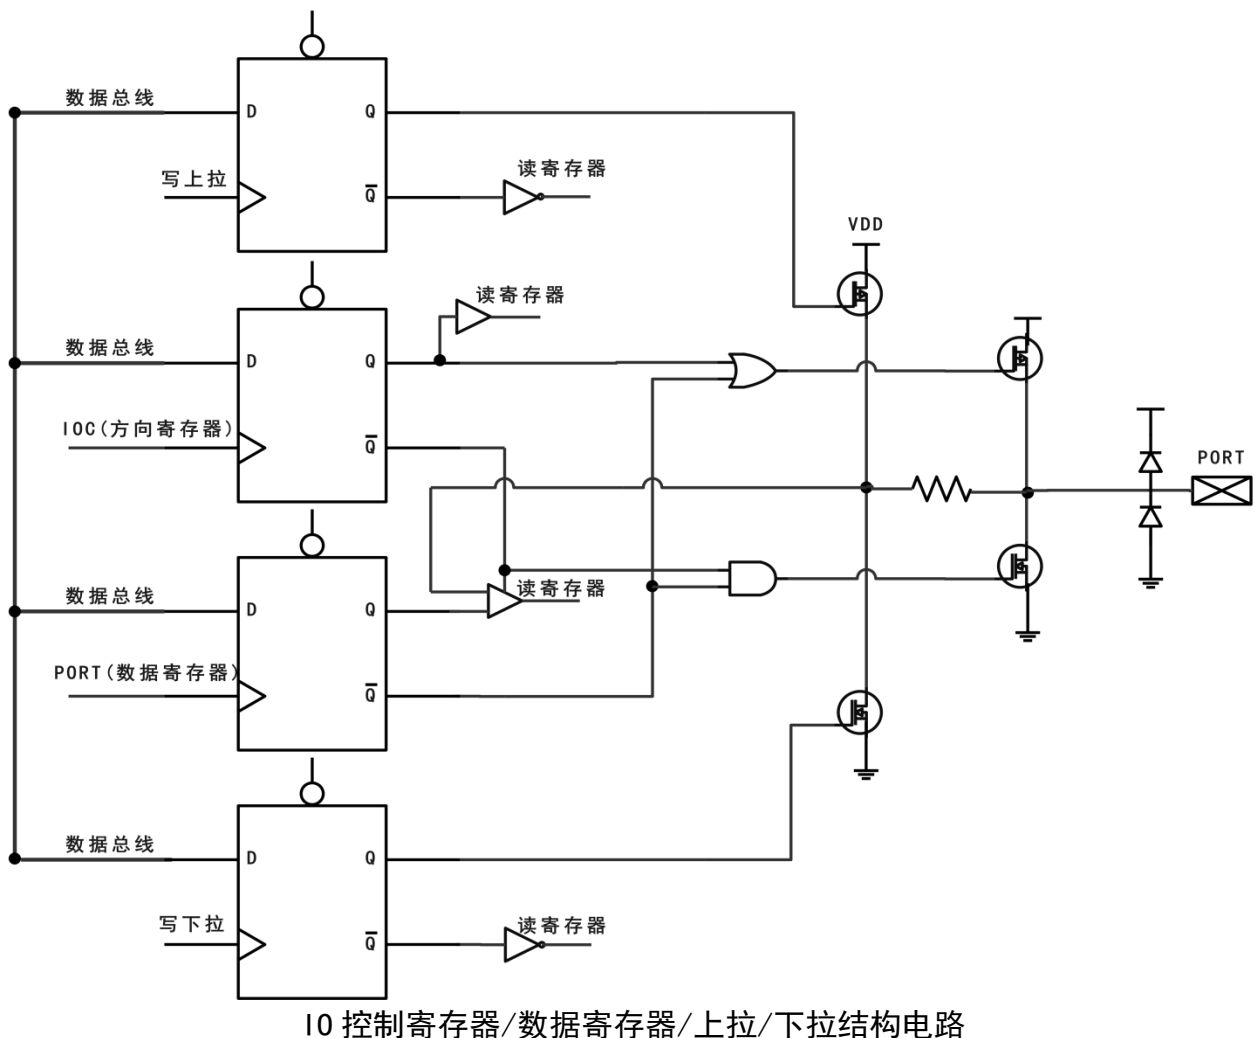 数据总线
D
Q
写上拉
Q
读寄存器
VDD
读寄存器
数据总线
D
Q
IOC(方向寄存器)
Q
PORT
读寄存器
数据总线
D
Q
PORT(数据寄存器)
Q
数据总线
D
Q
写下拉
Q
读寄存器
IO 控制寄存器/数据寄存器/上拉/下拉结构电路